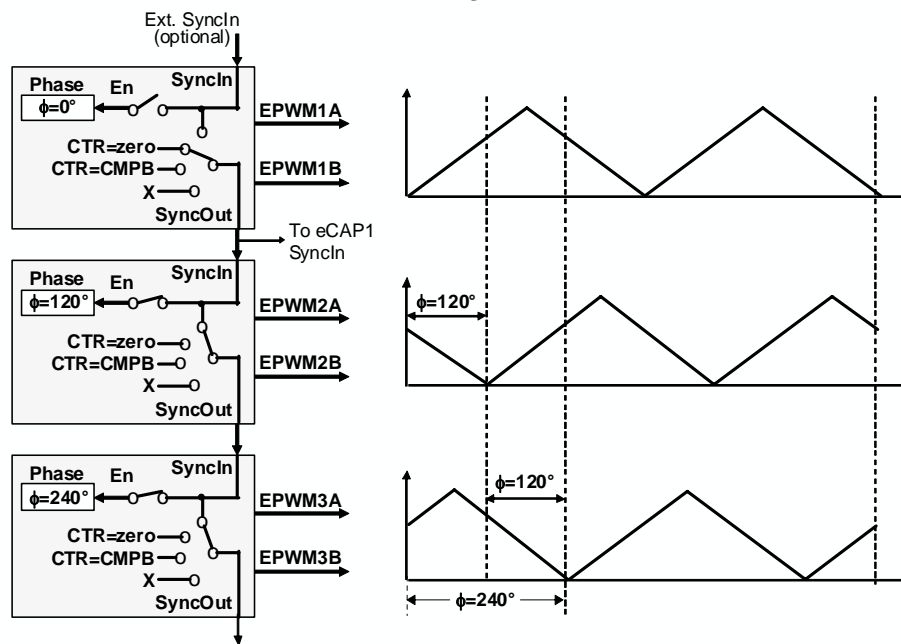 Ext. SyncIn
(optional)
Phase
En
SyncIn
ϕ=0°
EPWM1A
CTR=zero
CTR=CMPB
EPWM1B
X
SyncOut
To eCAP1
SyncIn
Phase
En
SyncIn
ϕ=120°
EPWM2A
CTR=zero
CTR=CMPB
EPWM2B
X
SyncOut
ϕ=120°
Phase
En
SyncIn
ϕ=240°
EPWM3A
CTR=zero
CTR=CMPB
EPWM3B
X
SyncOut
ϕ=120°
ϕ=240°